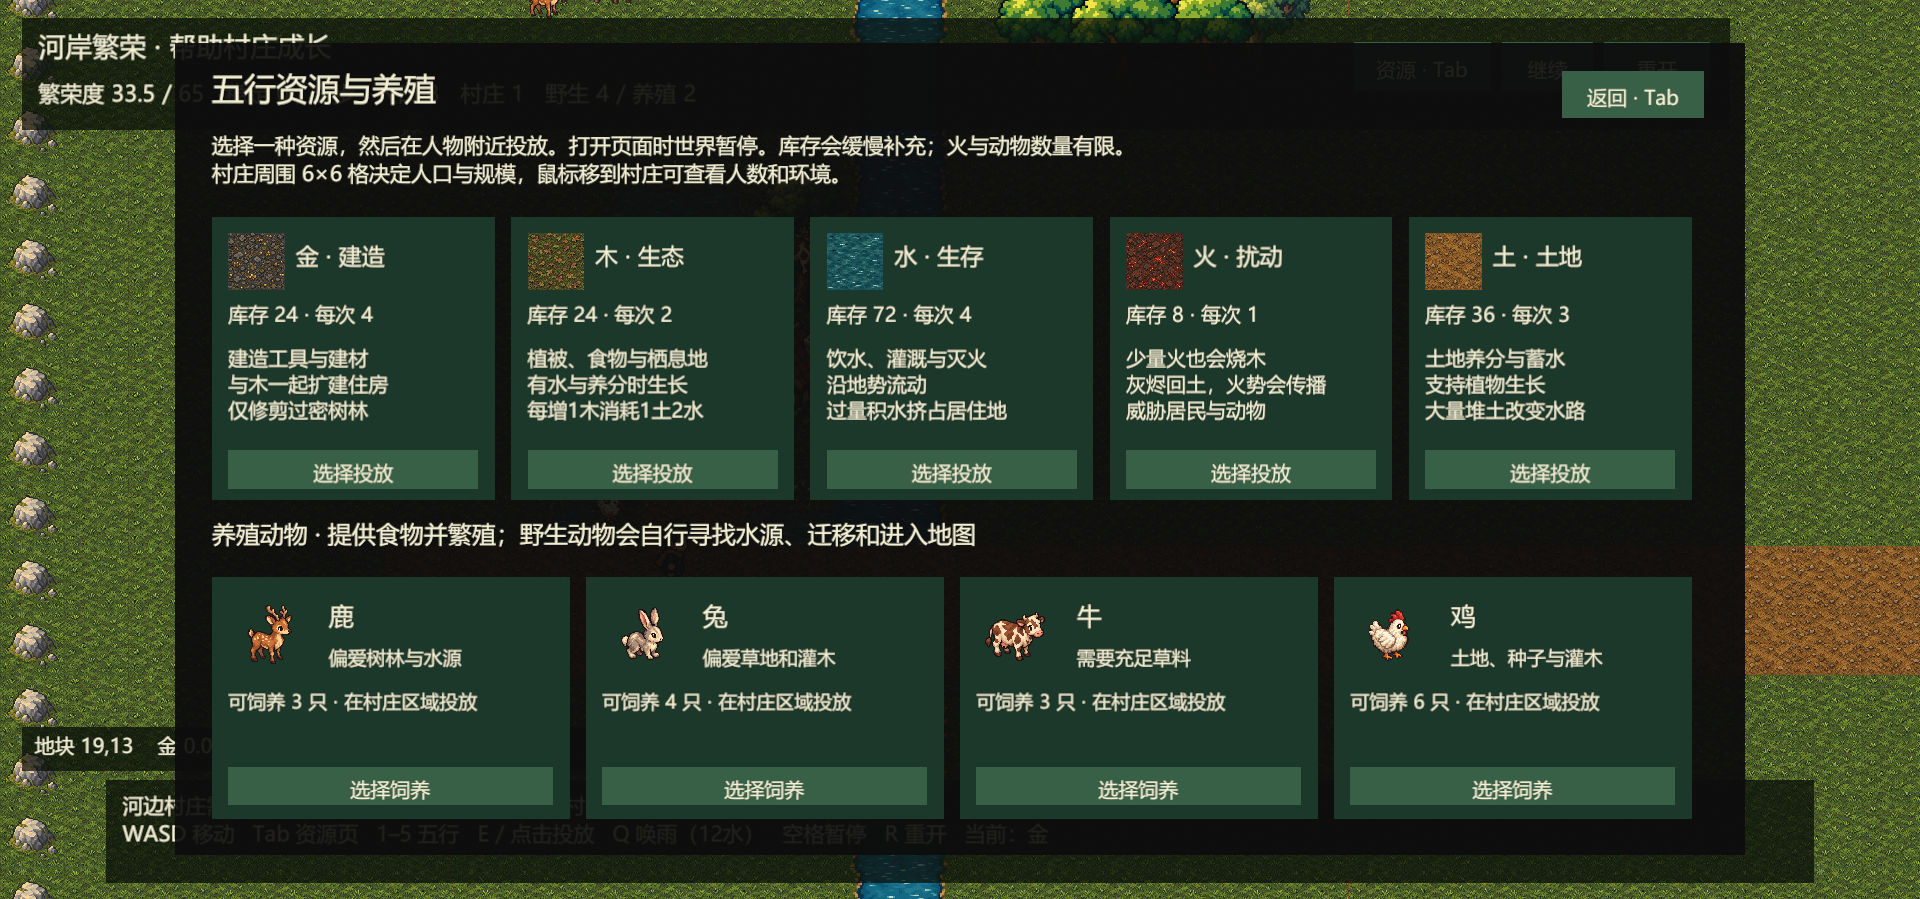 河岸繁荣 · 帮助村庄成长
繁荣度 33.5 / 65
村庄 1 野生 4 / 养殖 2
资源 · Tab
继续
重开
五行资源与养殖
返回 · Tab
选择一种资源，然后在人物附近投放。打开页面时世界暂停。库存会缓慢补充；火与动物数量有限。
村庄周围 6×6 格决定人口与规模，鼠标移到村庄可查看人数和环境。
金 · 建造
库存 24 · 每次 4
建造工具与建材
与木一起扩建住房
仅修剪过密树林
选择投放
木 · 生态
库存 24 · 每次 2
植被、食物与栖息地
有水与养分时生长
每增1木消耗1土2水
选择投放
水 · 生存
库存 72 · 每次 4
饮水、灌溉与灭火
沿地势流动
过量积水挤占居住地
选择投放
火 · 扰动
库存 8 · 每次 1
少量火也会烧木
灰烬回土，火势会传播
威胁居民与动物
选择投放
土 · 土地
库存 36 · 每次 3
土地养分与蓄水
支持植物生长
大量堆土改变水路
选择投放
养殖动物 · 提供食物并繁殖；野生动物会自行寻找水源、迁移和进入地图
鹿
偏爱树林与水源
可饲养 3 只 · 在村庄区域投放
选择饲养
兔
偏爱草地和灌木
可饲养 4 只 · 在村庄区域投放
选择饲养
牛
需要充足草料
可饲养 3 只 · 在村庄区域投放
选择饲养
鸡
土地、种子与灌木
可饲养 6 只 · 在村庄区域投放
选择饲养
地块 19,13 金 0.0
河边村庄
WASD 移动 Tab 资源页 1–5 五行 E / 点击投放 Q 唤雨（12水） 空格暂停 R 重开 当前：金